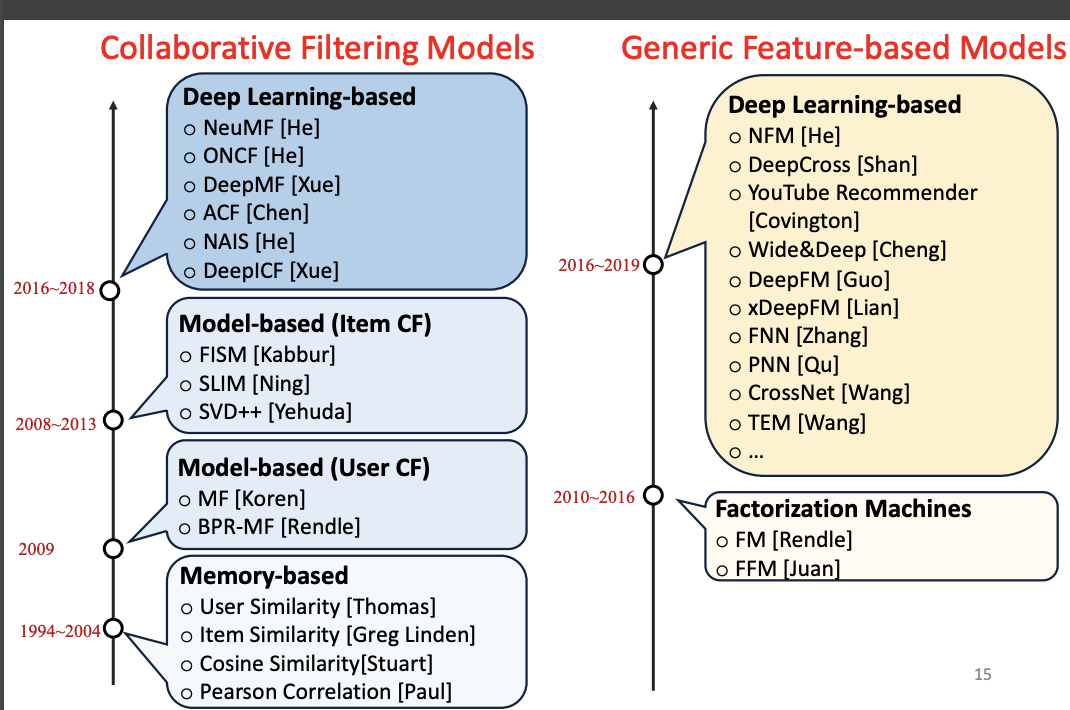 Collaborative Filtering Models
Deep Learning-based
○ NeuMF [He]
○ ONCF [He]
○ DeepMF [Xue]
○ ACF [Chen]
○ NAIS [He]
○ DeepICF [Xue]
2016~2018
Model-based (Item CF)
○ FISM [Kabbur]
○ SLIM [Ning]
○ SVD++ [Yehuda]
2008~2013
Model-based (User CF)
○ MF [Koren]
○ BPR-MF [Rendle]
2009
Memory-based
○ User Similarity [Thomas]
○ Item Similarity [Greg Linden]
○ Cosine Similarity[Stuart]
○ Pearson Correlation [Paul]
1994~2004
Generic Feature-based Models
Deep Learning-based
○ NFM [He]
○ DeepCross [Shan]
○ YouTube Recommender
[Covington]
○ Wide&Deep [Cheng]
○ DeepFM [Guo]
○ xDeepFM [Lian]
○ FNN [Zhang]
○ PNN [Qu]
○ CrossNet [Wang]
○ TEM [Wang]
○ ...
2016~2019
Factorization Machines
○ FM [Rendle]
○ FFM [Juan]
2010~2016
15